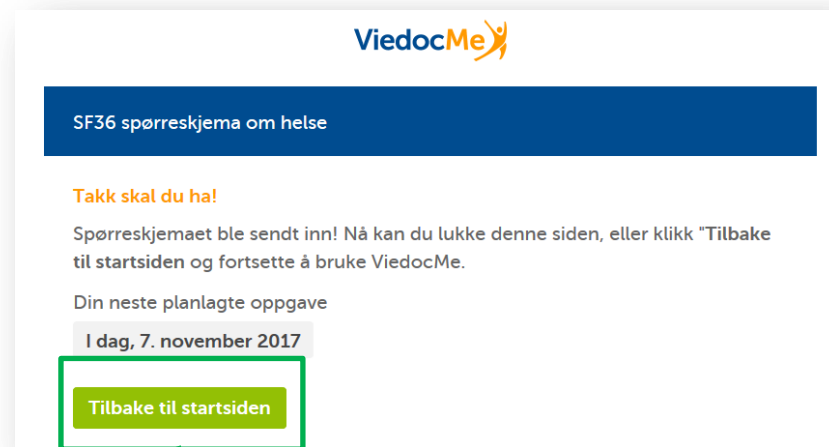 ViedocMe
SF36 spørreskjema om helse
Takk skal du ha!
Spørreskjemaet ble sendt inn! Nå kan du lukke denne siden, eller klikk "Tilbake
til startsiden og fortsette å bruke ViedocMe.
Din neste planlagte oppgave
I dag, 7. november 2017
Tilbake til startsiden